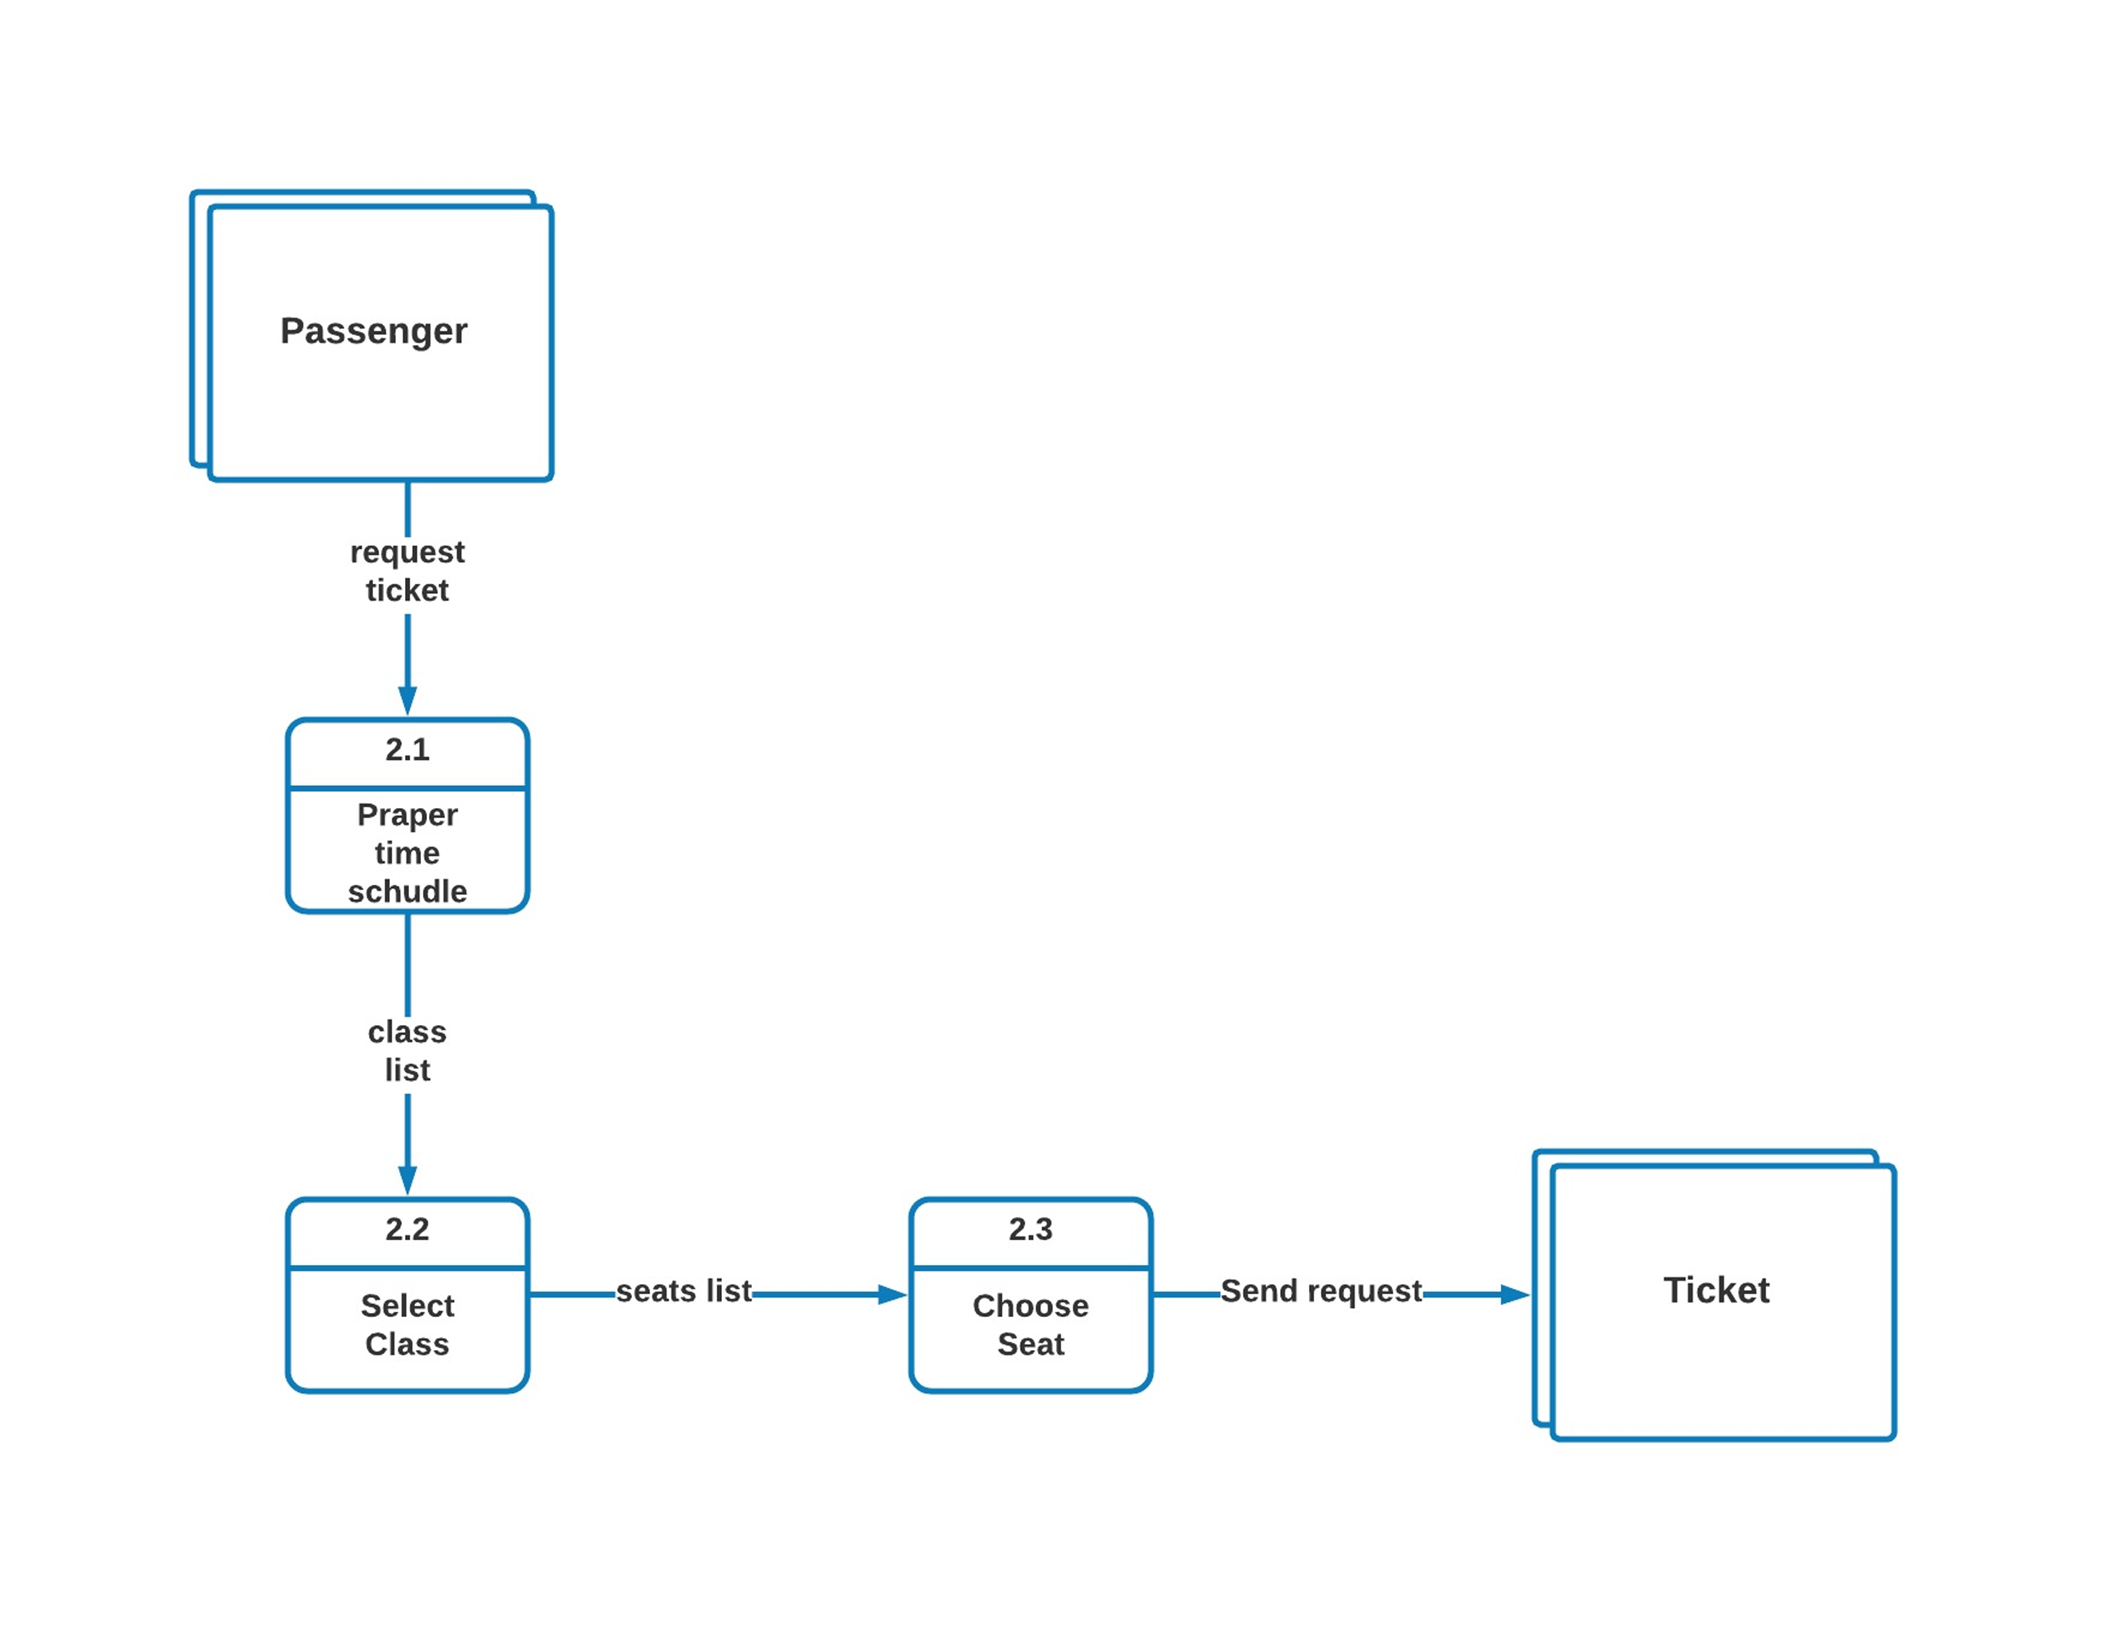 Passenger
request
ticket
2.1
Praper
time
schudle
class
list
2.2
Select
Class
seats list
2.3
Choose
Seat
Send request
Ticket